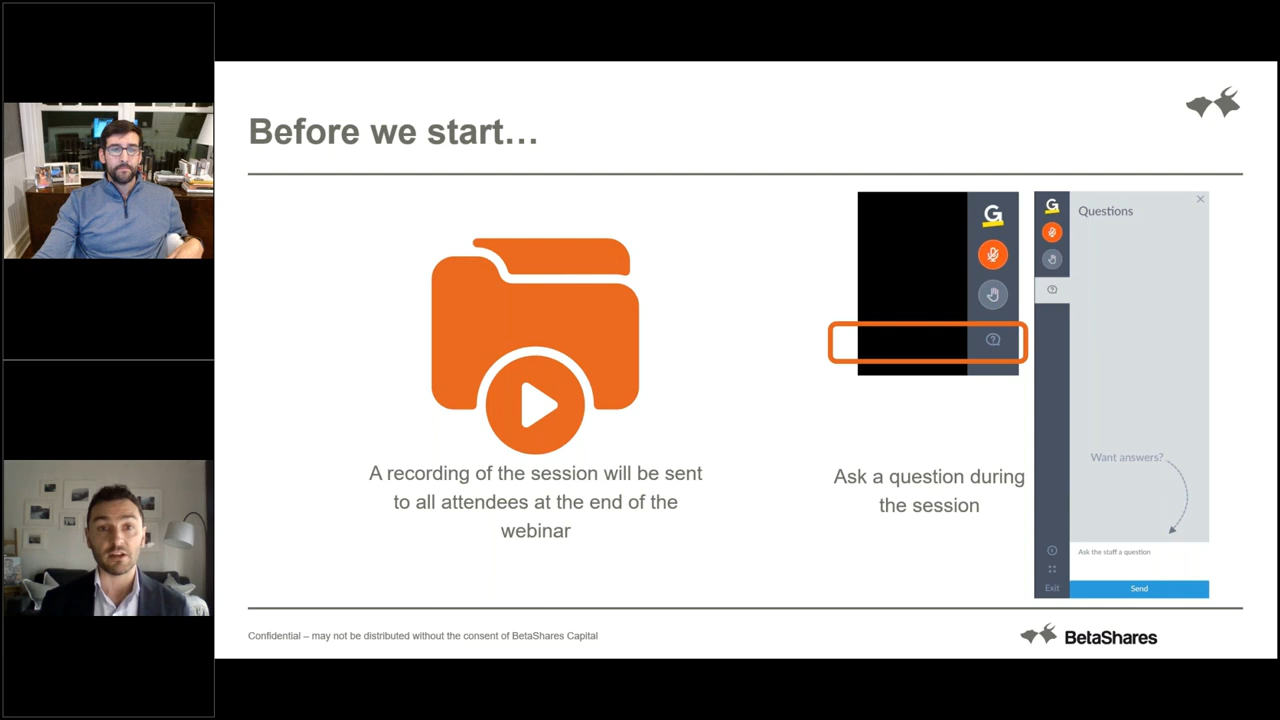 Before we start…
G
G
Questions
A recording of the session will be sent
to all attendees at the end of the
webinar
Ask a question during
the session
Want answers?
Ask the staff a question
Exit
Send
Confidential – may not be distributed without the consent of BetaShares Capital
BetaShares